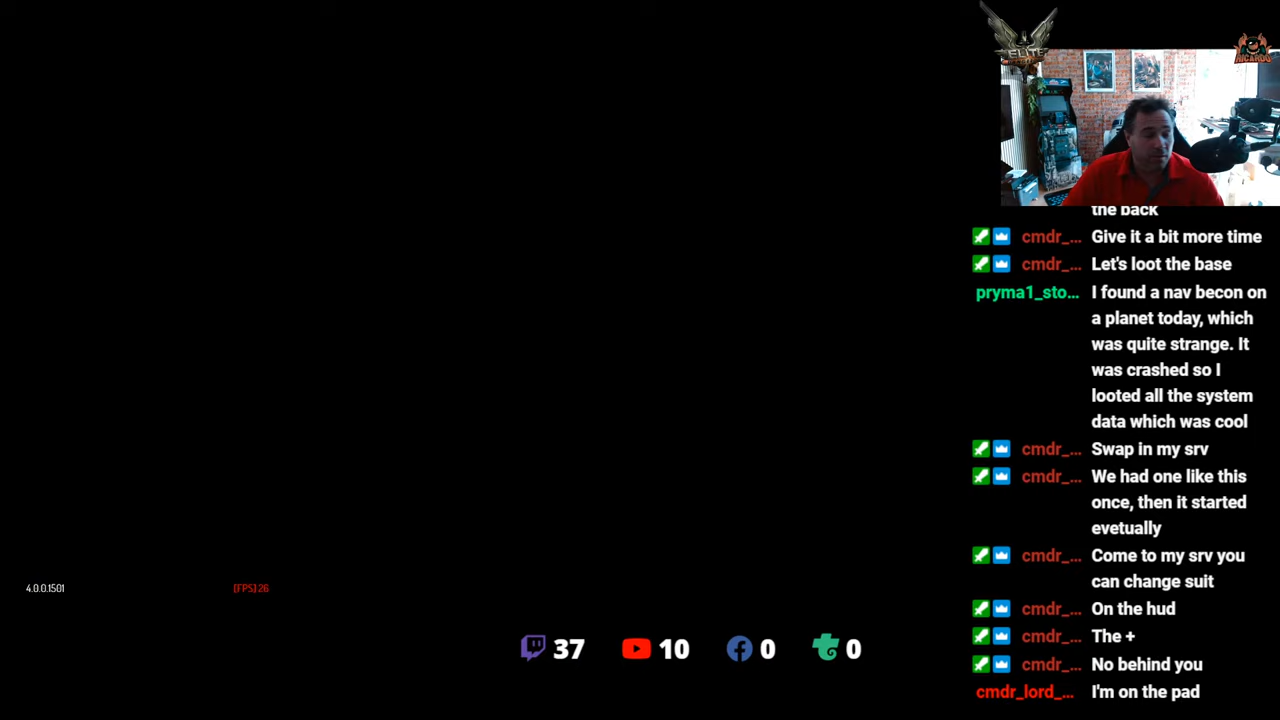 ELITE
RICARDO
the back
cmdr_... Give it a bit more time
cmdr_... Let's loot the base
pryma1_sto... I found a nav becon on
a planet today, which
was quite strange. It
was crashed so I
looted all the system
data which was cool
cmdr_... Swap in my srv
cmdr_... We had one like this
once, then it started
evetually
cmdr_... Come to my srv you
can change suit
cmdr_... On the hud
cmdr_... The +
cmdr_... No behind you
cmdr_lord_... I'm on the pad
4.0.0.1501 [FPS] 26
37 10 0 0